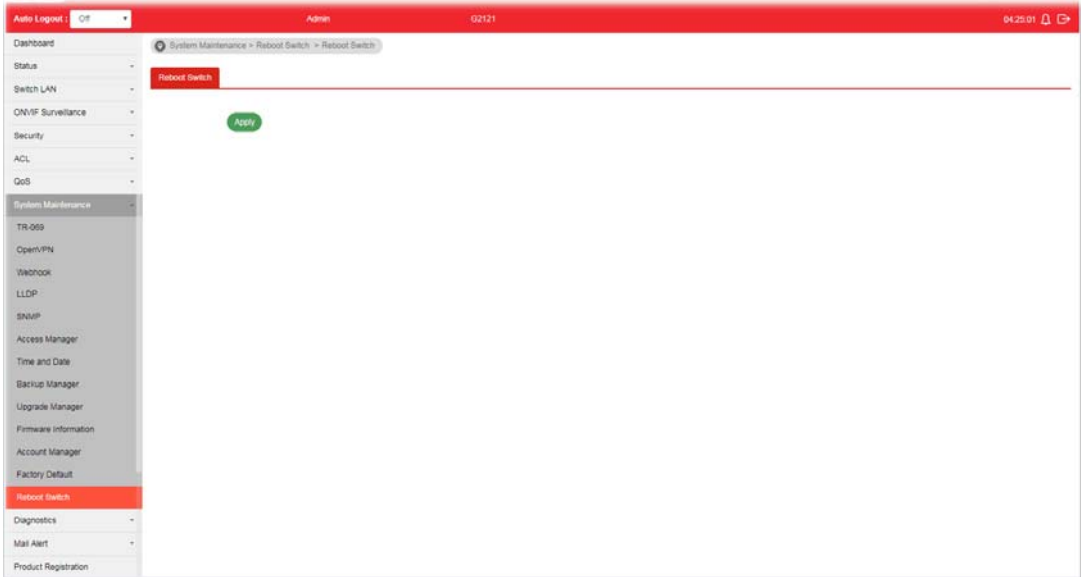 Auto Logout : Off Admin G2121 04:25:01
Dashboard
Status
Switch LAN
ONVIF Surveillance
Security
ACL
QoS
System Maintenance
TR-069
OpenVPN
Webhook
LLDP
SNMP
Access Manager
Time and Date
Backup Manager
Upgrade Manager
Firmware Information
Account Manager
Factory Default
Reboot Switch
Diagnostics
Mail Alert
Product Registration
System Maintenance > Reboot Switch > Reboot Switch
Reboot Switch
Apply